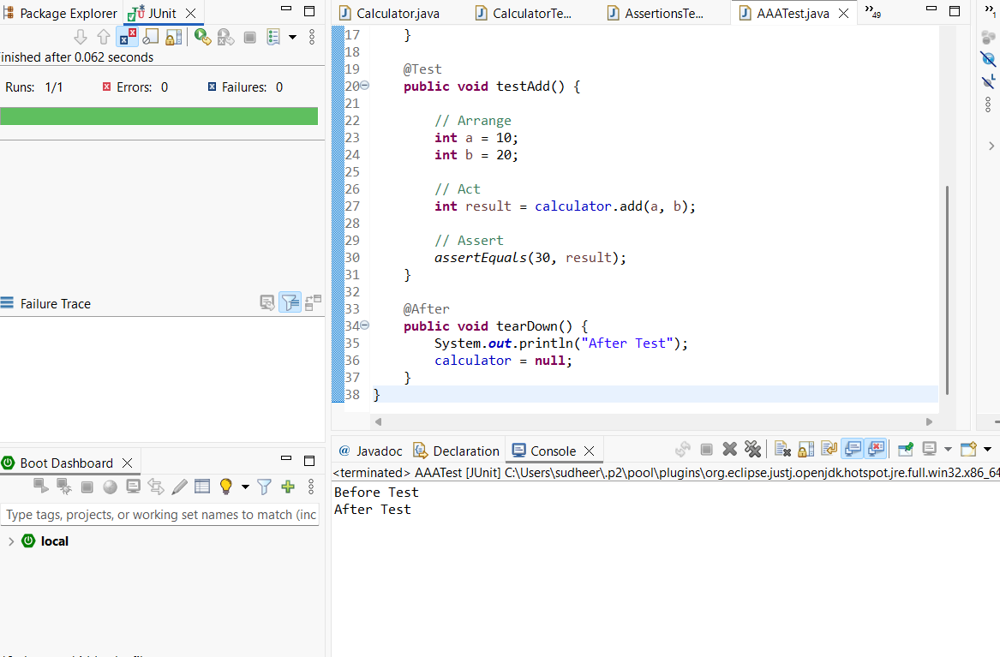 Package Explorer
JUnit
inished after 0.062 seconds
Runs: 1/1
Errors: 0
Failures: 0
Failure Trace
Boot Dashboard
Type tags, projects, or working set names to match (inc
local
Calculator.java
CalculatorTe...
AssertionsTe...
AAATest.java
49
1
17     }
18
19     @Test
20     public void testAdd() {
21
22         // Arrange
23         int a = 10;
24         int b = 20;
25
26         // Act
27         int result = calculator.add(a, b);
28
29         // Assert
30         assertEquals(30, result);
31     }
32
33     @After
34     public void tearDown() {
35         System.out.println("After Test");
36         calculator = null;
37     }
38 }
@ Javadoc
Declaration
Console
<terminated> AAATest [JUnit] C:\Users\sudheer\.p2\pool\plugins\org.eclipse.justj.openjdk.hotspot.jre.full.win32.x86_64
Before Test
After Test